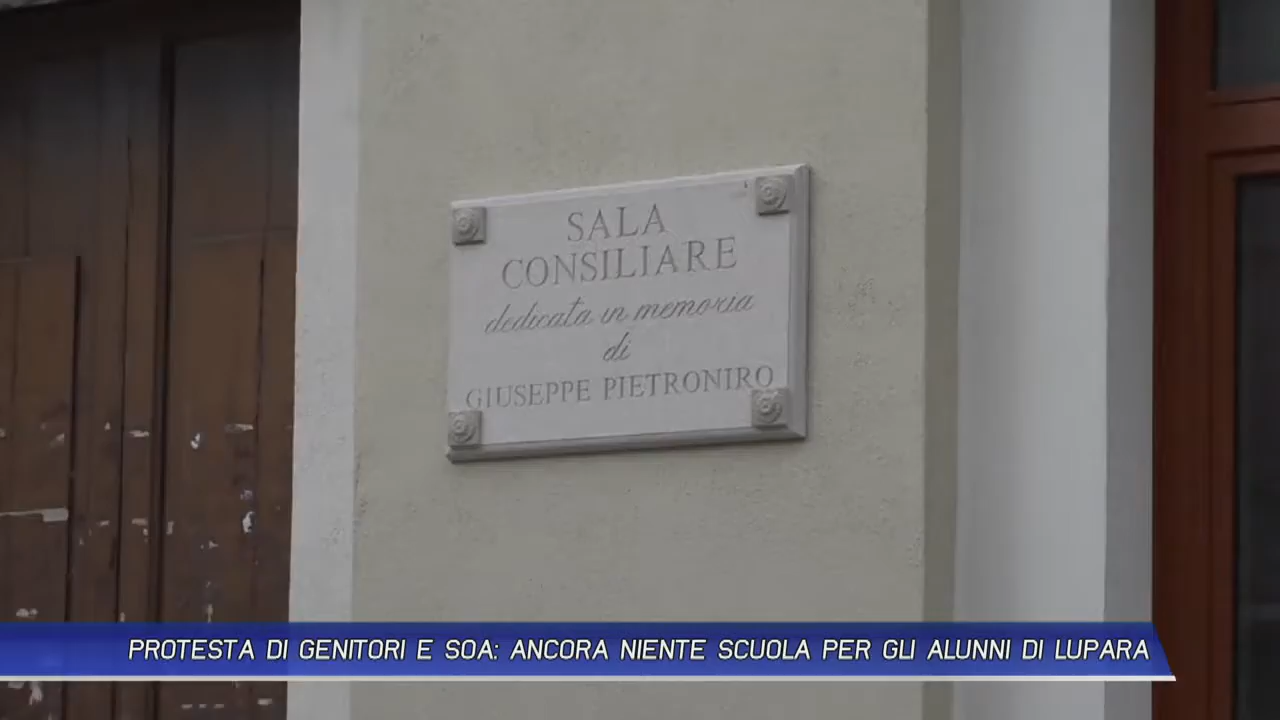 SALA
CONSILIARE
dedicata in memoria
di
GIUSEPPE PIETRONIRO
PROTESTA DI GENITORI E SOA: ANCORA NIENTE SCUOLA PER GLI ALUNNI DI LUPARA